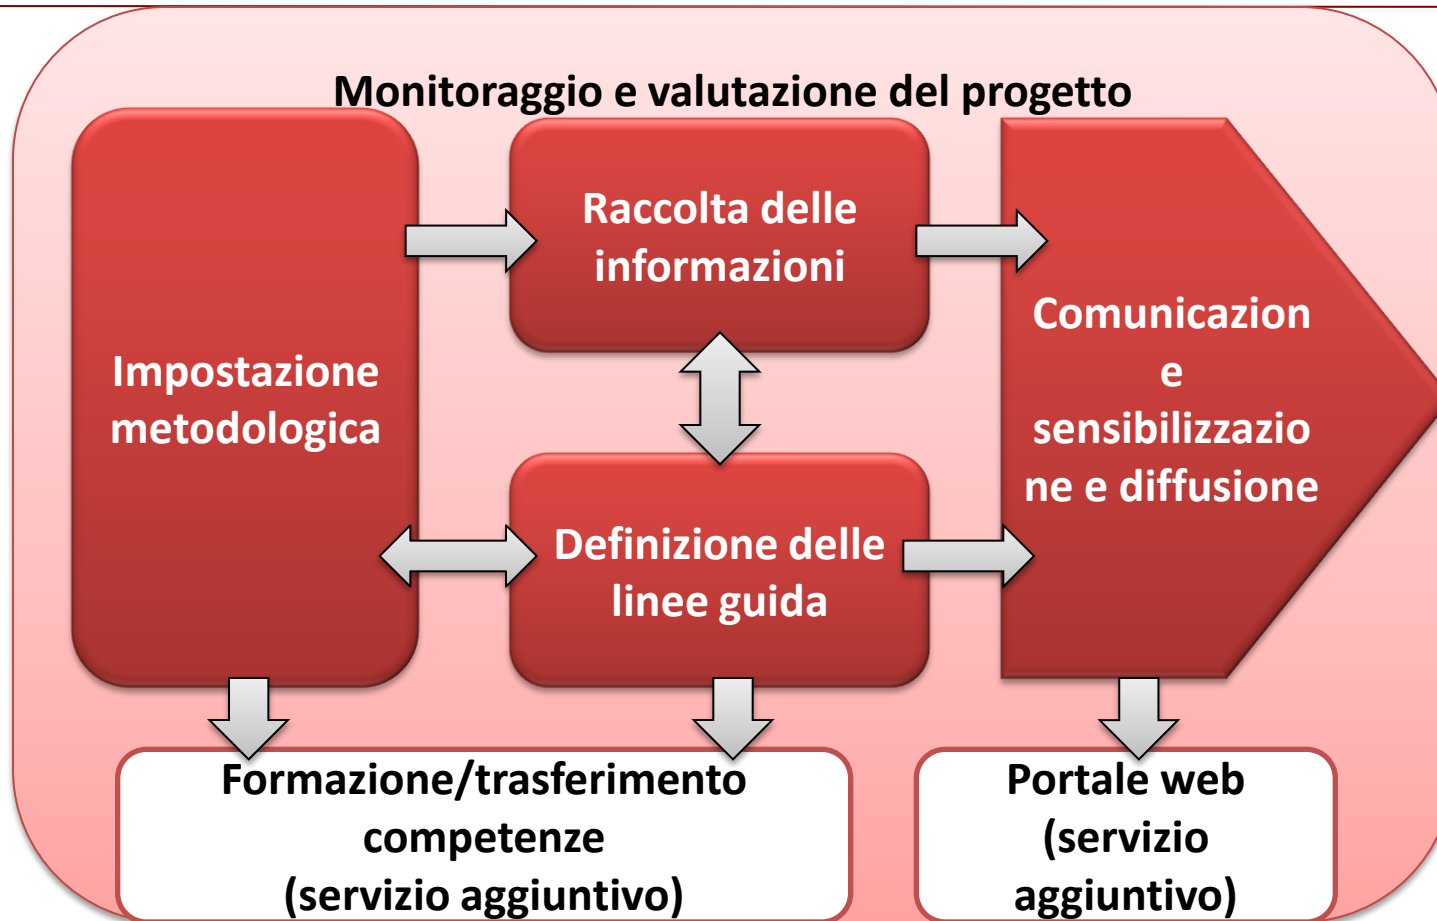 Monitoraggio e valutazione del progetto
Impostazione
metodologica
Raccolta delle
informazioni
Definizione delle
linee guida
Comunicazion
e
sensibilizzazio
ne e diffusione
Formazione/trasferimento
competenze
(servizio aggiuntivo)
Portale web
(servizio
aggiuntivo)